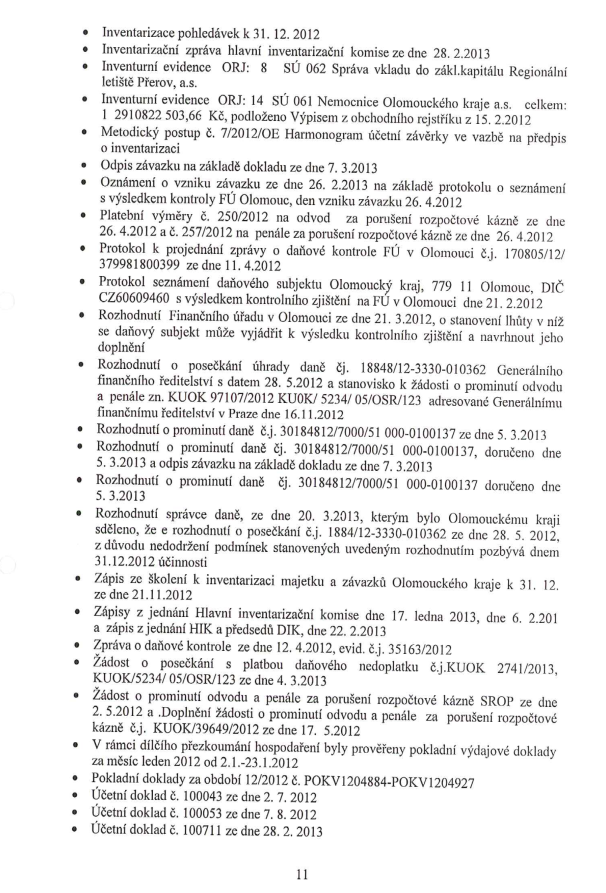 • Inventarizace pohledávek k 31. 12. 2012
• Inventarizační zpráva hlavní inventarizační komise ze dne 28. 2.2013
• Inventurní evidence ORJ: 8 SÚ 062 Správa vkladu do zákl.kapitálu Regionální
letiště Přerov, a.s.
• Inventurní evidence ORJ: 14 SÚ 061 Nemocnice Olomouckého kraje a.s. celkem:
1 2910822 503,66 Kč, podloženo Výpisem z obchodního rejstříku z 15. 2.2012
• Metodický postup č. 7/2012/OE Harmonogram účetní závěrky ve vazbě na předpis
o inventarizaci
• Odpis závazku na základě dokladu ze dne 7. 3.2013
• Oznámení o vzniku závazku ze dne 26. 2.2013 na základě protokolu o seznámení
s výsledkem kontroly FÚ Olomouc, den vzniku závazku 26. 4.2012
• Platební výměry č. 250/2012 na odvod za porušení rozpočtové kázně ze dne
26. 4.2012 a č. 257/2012 na penále za porušení rozpočtové kázně ze dne 26. 4.2012
• Protokol k projednání zprávy o daňové kontrole FÚ v Olomouci č.j. 170805/12/
379981800399 ze dne 11. 4.2012
• Protokol seznámení daňového subjektu Olomoucký kraj, 779 11 Olomouc, DIČ
CZ60609460 s výsledkem kontrolního zjištění na FÚ v Olomouci dne 21. 2.2012
• Rozhodnutí Finančního úřadu v Olomouci ze dne 21. 3.2012, o stanovení lhůty v níž
se daňový subjekt může vyjádřit k výsledku kontrolního zjištění a navrhnout jeho
doplnění
• Rozhodnutí o posečkání úhrady daně čj. 18848/12-3330-010362 Generálního
finančního ředitelství s datem 28. 5.2012 a stanovisko k žádosti o prominutí odvodu
a penále zn. KUOK 97107/2012 KU0K/ 5234/ 05/OSR/123 adresované Generálnímu
finančnímu ředitelství v Praze dne 16.11.2012
• Rozhodnutí o prominutí daně č.j. 30184812/7000/51 000-0100137 ze dne 5. 3.2013
• Rozhodnutí o prominutí daně čj. 30184812/7000/51 000-0100137, doručeno dne
5. 3.2013 a odpis závazku na základě dokladu ze dne 7. 3.2013
• Rozhodnutí o prominutí daně čj. 30184812/7000/51 000-0100137 doručeno dne
5. 3.2013
• Rozhodnutí správce daně, ze dne 20. 3.2013, kterým bylo Olomouckému kraji
sděleno, že e rozhodnutí o posečkání č.j. 1884/12-3330-010362 ze dne 28. 5. 2012,
z důvodu nedodržení podmínek stanovených uvedeným rozhodnutím pozbývá dnem
31.12.2012 účinnosti
• Zápis ze školení k inventarizaci majetku a závazků Olomouckého kraje k 31. 12.
ze dne 21.11.2012
• Zápisy z jednání Hlavní inventarizační komise dne 17. ledna 2013, dne 6. 2.201
a zápis z jednání HIK a předsedů DIK, dne 22. 2.2013
• Zpráva o daňové kontrole ze dne 12. 4.2012, evid. č.j. 35163/2012
• Žádost o posečkání s platbou daňového nedoplatku č.j.KUOK 2741/2013,
KUOK/5234/ 05/OSR/123 ze dne 4. 3.2013
• Žádost o prominutí odvodu a penále za porušení rozpočtové kázně SROP ze dne
2. 5.2012 a .Doplnění žádosti o prominutí odvodu a penále za porušení rozpočtové
kázně č.j. KUOK/39649/2012 ze dne 17. 5.2012
• V rámci dílčího přezkoumání hospodaření byly prověřeny pokladní výdajové doklady
za měsíc leden 2012 od 2.1.-23.1.2012
• Pokladní doklady za období 12/2012 č. POKV1204884-POKV1204927
• Účetní doklad č. 100043 ze dne 2. 7. 2012
• Účetní doklad č. 100053 ze dne 7. 8. 2012
• Účetní doklad č. 100711 ze dne 28. 2. 2013
11